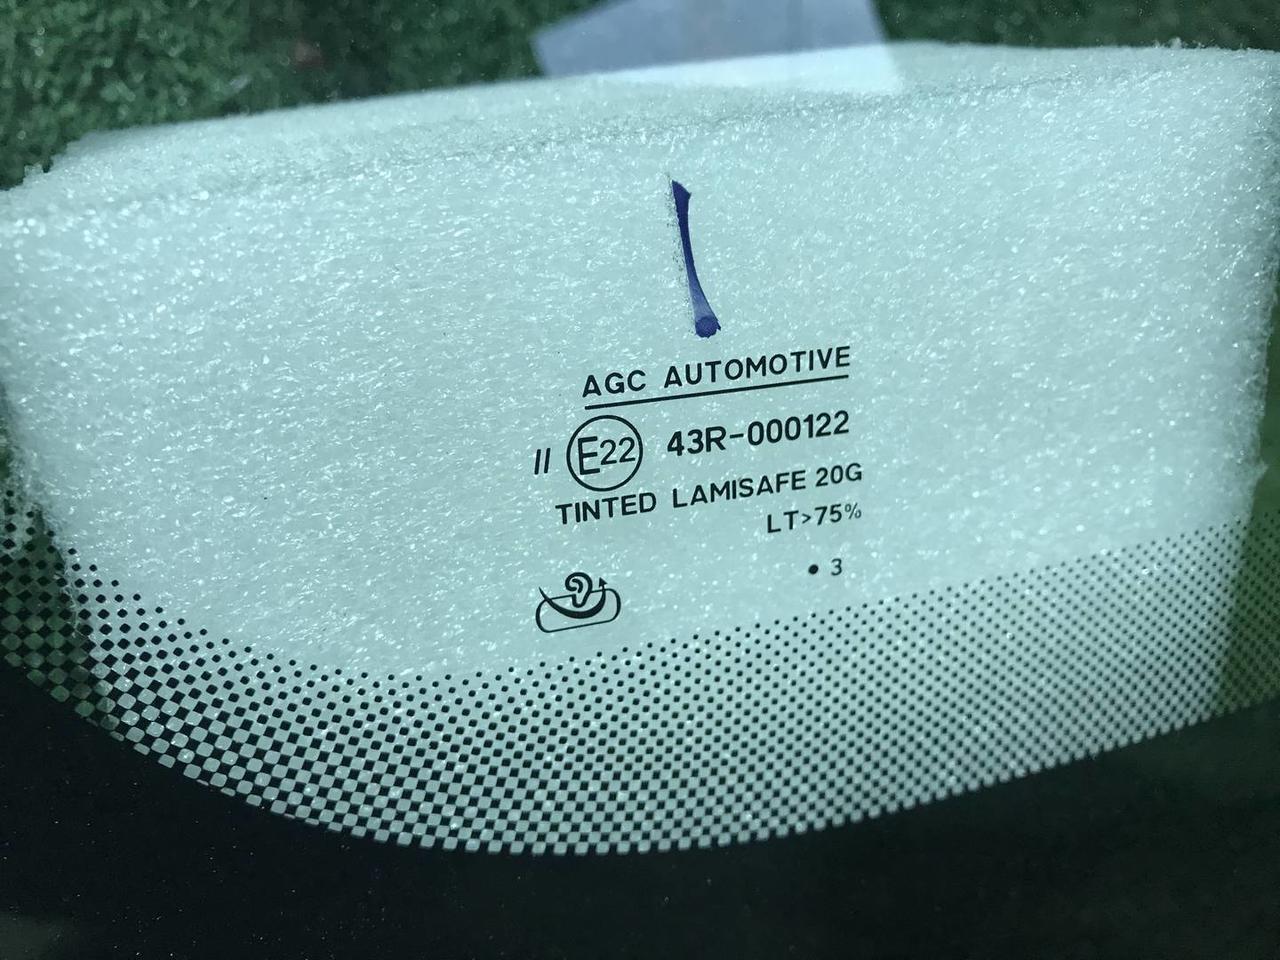 AGC AUTOMOTIVE
II E22 43R-000122
TINTED LAMISAFE 20G
LT>75%
• 3